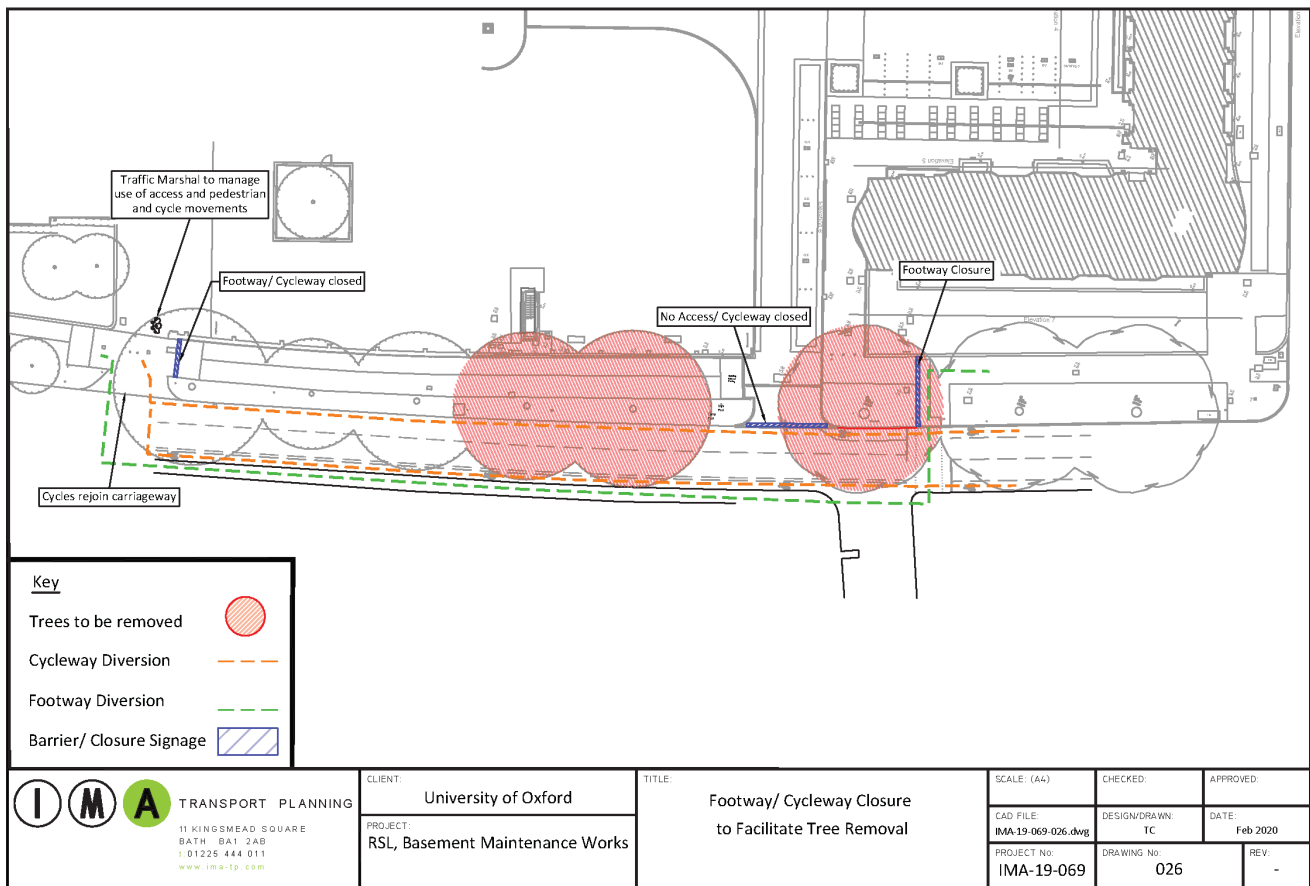 Traffic Marshal to manage
use of access and pedestrian
and cycle movements
Footway/ Cycleway closed
No Access/ Cycleway closed
Footway Closure
Elevation 5
Elevation 7
Cycles rejoin carriageway
Key
Trees to be removed
Cycleway Diversion
Footway Diversion
Barrier/ Closure Signage
I M A TRANSPORT PLANNING
11 KINGSMEAD SQUARE
BATH BA1 2AB
t:01225 444 011
www.ima-tp.com
CLIENT:
University of Oxford
PROJECT:
RSL, Basement Maintenance Works
TITLE:
Footway/ Cycleway Closure
to Facilitate Tree Removal
SCALE: (A4)
CHECKED:
APPROVED:
CAD FILE:
IMA-19-069-026.dwg
DESIGN/DRAWN:
TC
DATE:
Feb 2020
PROJECT No:
IMA-19-069
DRAWING No:
026
REV:
-